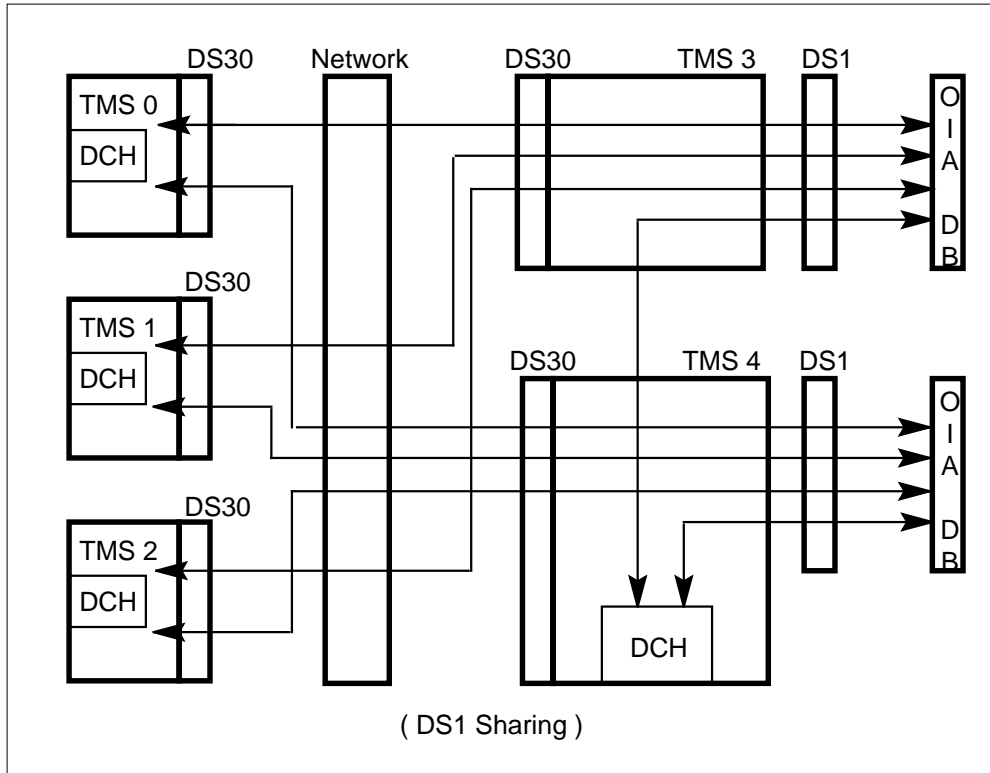 DS30
Network
DS30
TMS 3
DS1
TMS 0
DCH
O
I
A
D
B
DS30
TMS 1
DCH
DS30
TMS 4
DS1
O
I
A
D
B
DS30
TMS 2
DCH
DCH
( DS1 Sharing )